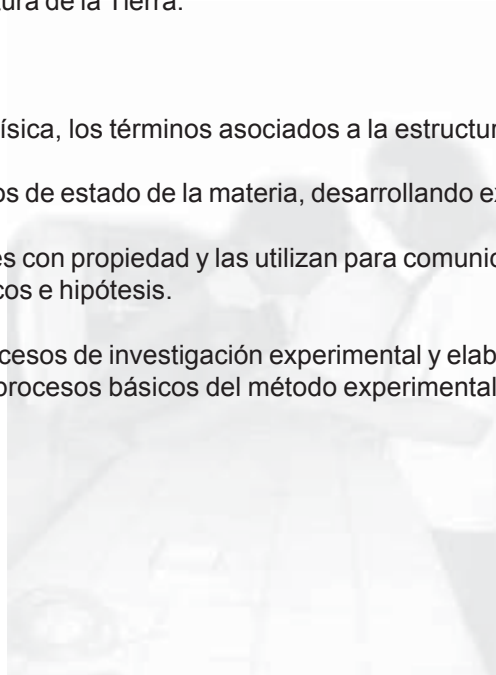 tura de la Tierra.
ísica, los términos asociados a la estructur
os de estado de la materia, desarrollando ex
es con propiedad y las utilizan para comunic
cos e hipótesis.
cesos de investigación experimental y elab
procesos básicos del método experimental